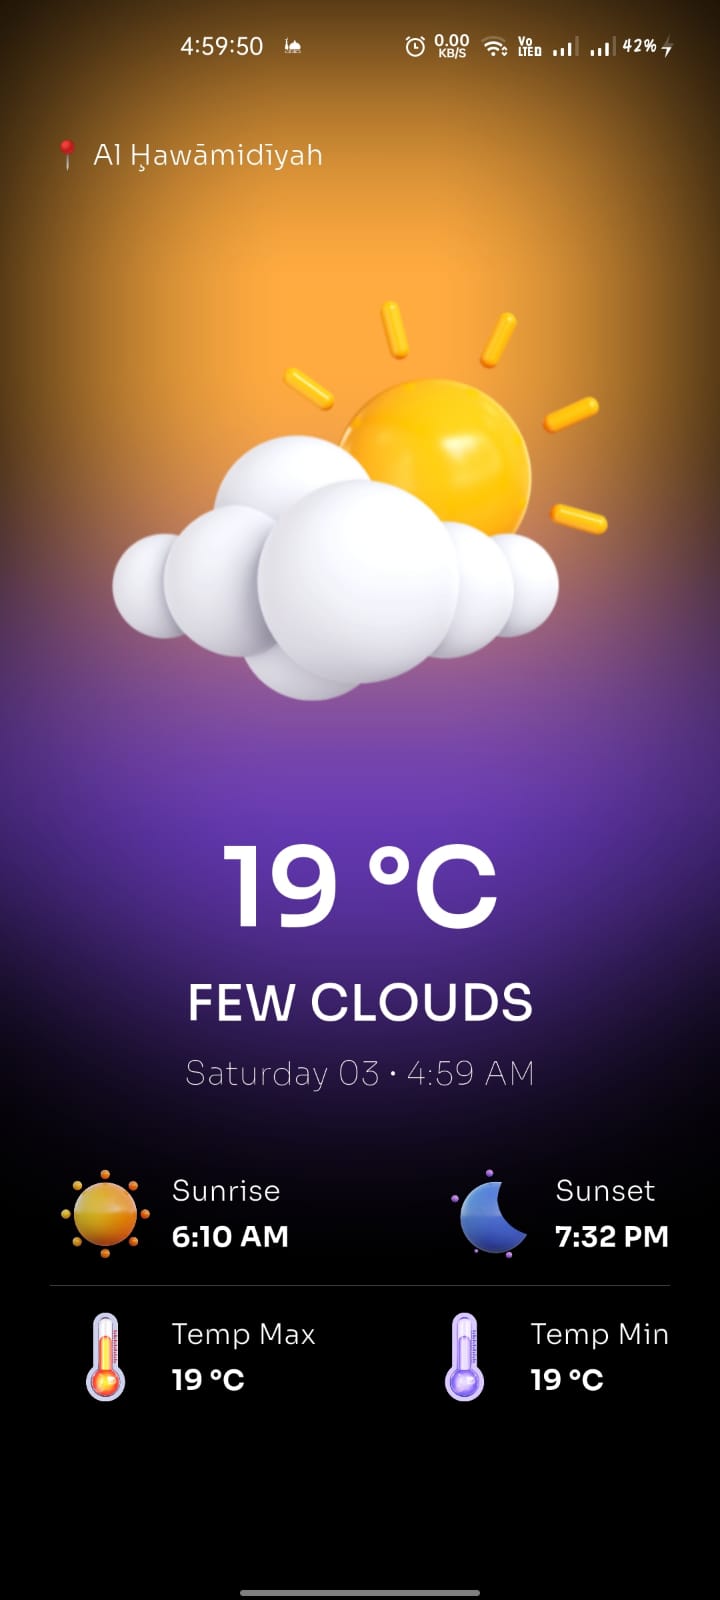 4:59:50 0.00 KB/S Vo LTE 42%
Al Ḩawāmidīyah
19 °C
FEW CLOUDS
Saturday 03 • 4:59 AM
Sunrise Sunset
6:10 AM 7:32 PM
Temp Max Temp Min
19 °C 19 °C